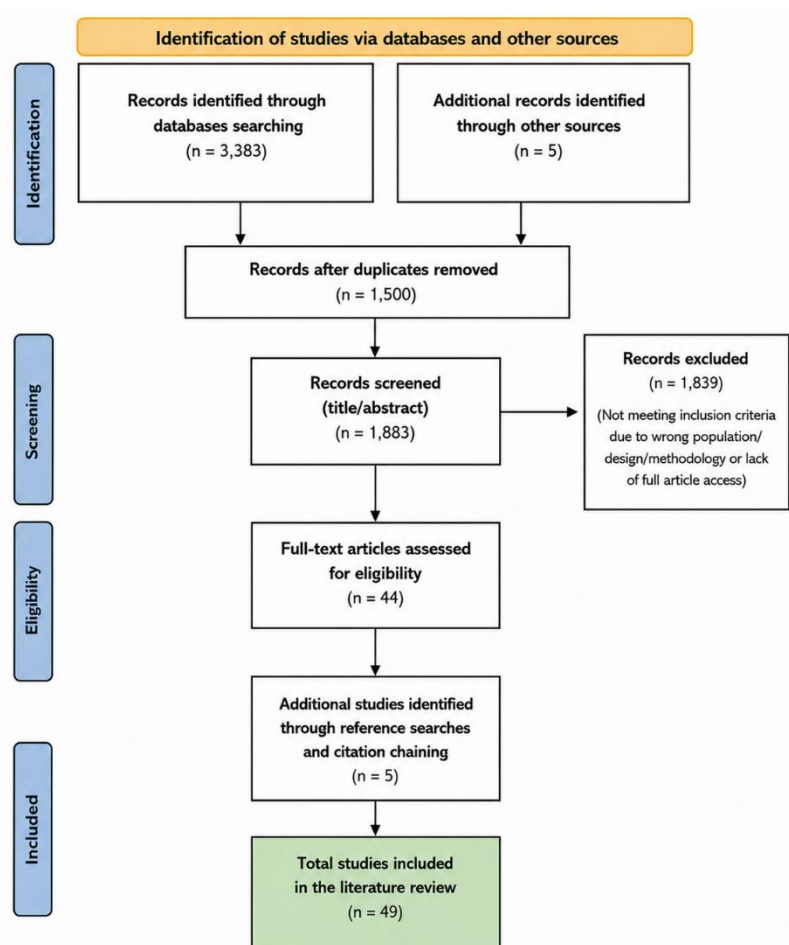 Identification of studies via databases and other sources
Identification
Records identified through
databases searching
(n = 3,383)
Additional records identified
through other sources
(n = 5)
Records after duplicates removed
(n = 1,500)
Screening
Records screened
(title/abstract)
(n = 1,883)
Records excluded
(n = 1,839)
(Not meeting inclusion criteria
due to wrong population/
design/methodology or lack
of full article access)
Eligibility
Full-text articles assessed
for eligibility
(n = 44)
Additional studies identified
through reference searches
and citation chaining
(n = 5)
Included
Total studies included
in the literature review
(n = 49)